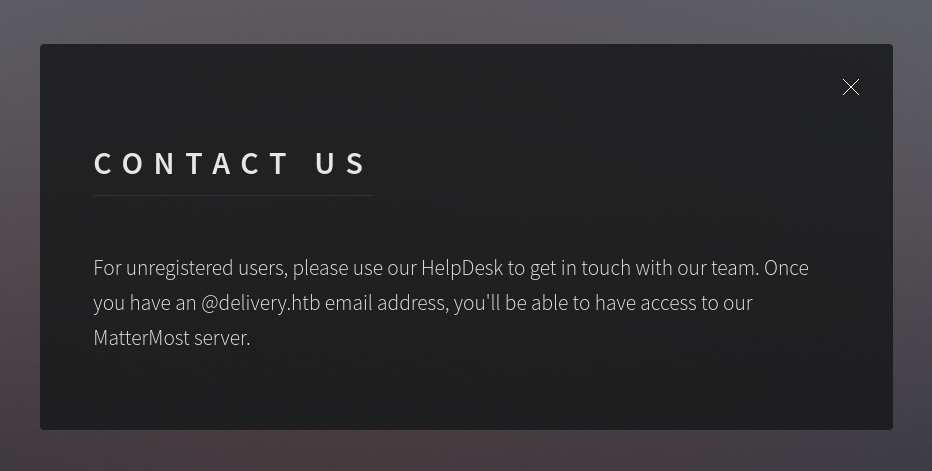 CONTACT US
For unregistered users, please use our HelpDesk to get in touch with our team. Once
you have an @delivery.htb email address, you'll be able to have access to our
MatterMost server.